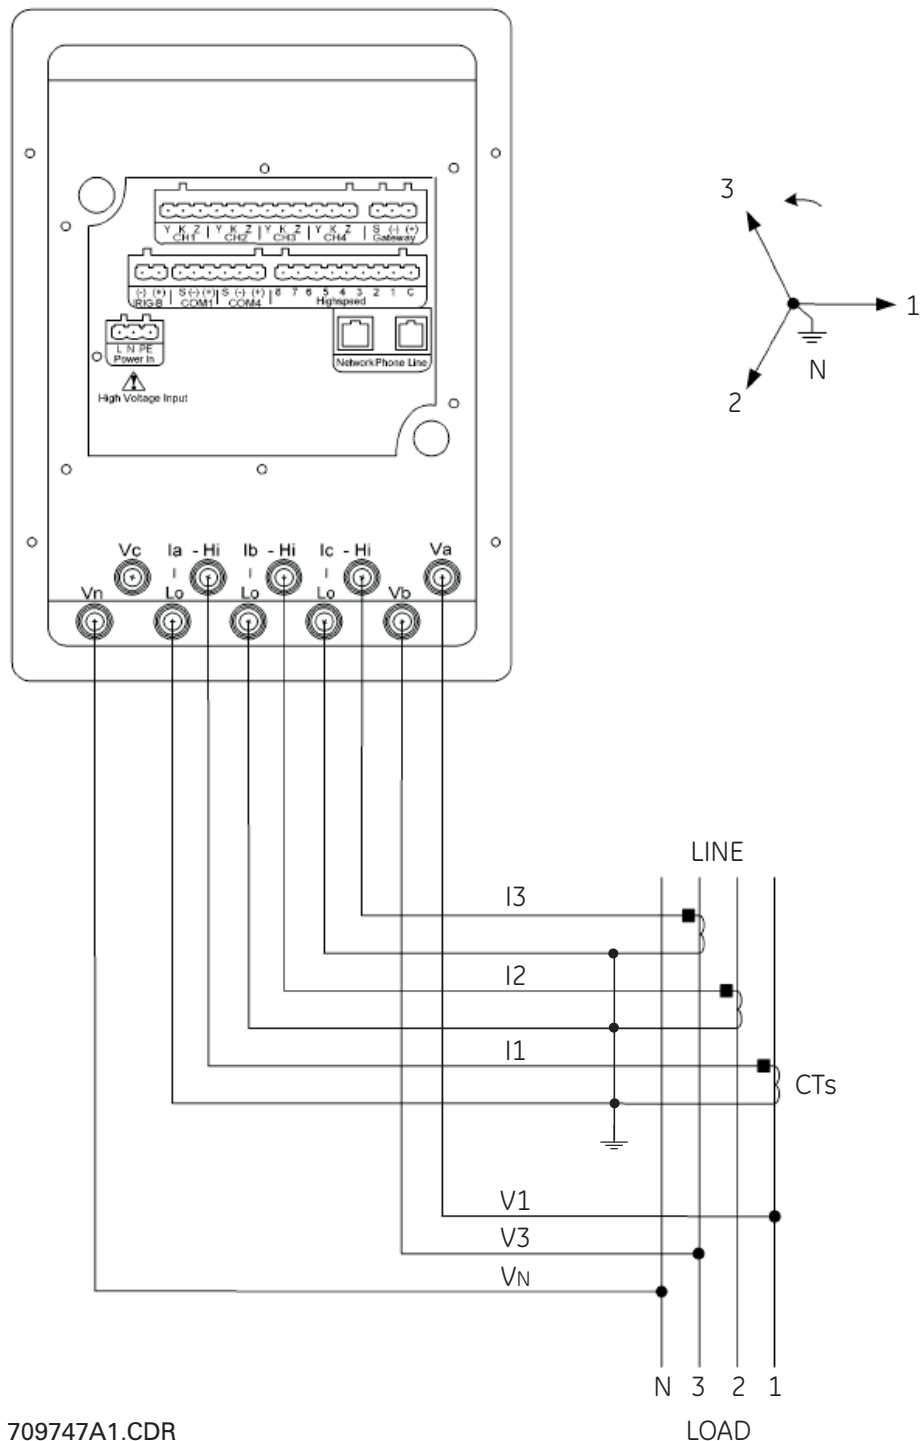 Y K Z | Y K Z | Y K Z | Y K Z | S (-) (+)
CH1 CH2 CH3 CH4 Gateway
(-) (+) S (-) (+) S (-) (+) 8 7 6 5 4 3 2 1 C
IRIG-B COM1 COM4 Highspeed
L N PE
Power In
Network Phone Line
High Voltage Input
Vc Ia - Hi Ib - Hi Ic - Hi Va
Vn Lo Lo Lo Vb
3
1
N
2
LINE
I3
I2
I1
CTs
V1
V3
VN
N 3 2 1
LOAD
709747A1.CDR